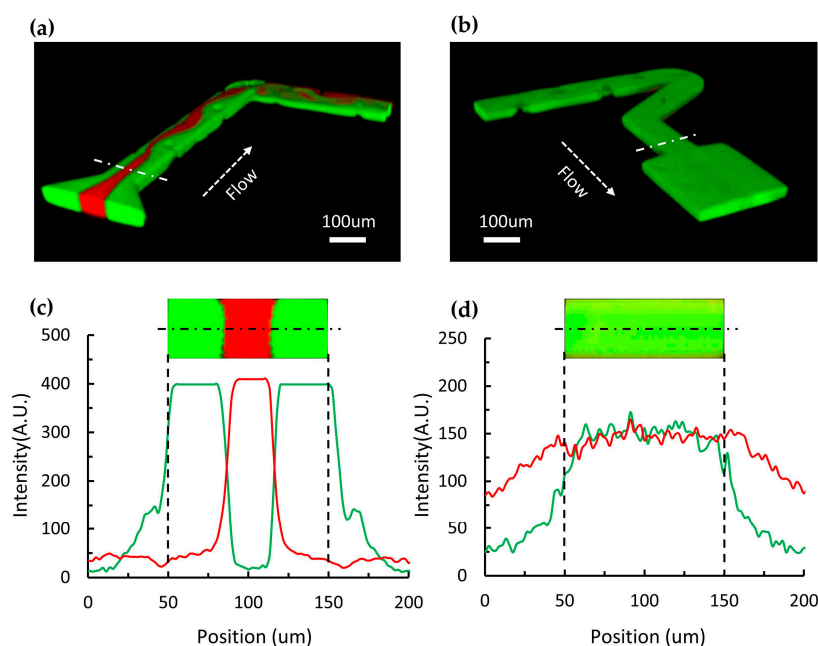 (a)
(b)
Flow
100um
Flow
100um
(c)
(d)
500
400
300
200
100
0
Intensity(A.U.)
0 50 100 150 200
Position (um)
250
200
150
100
50
0
Intensity(A.U.)
0 50 100 150 200
Position (um)